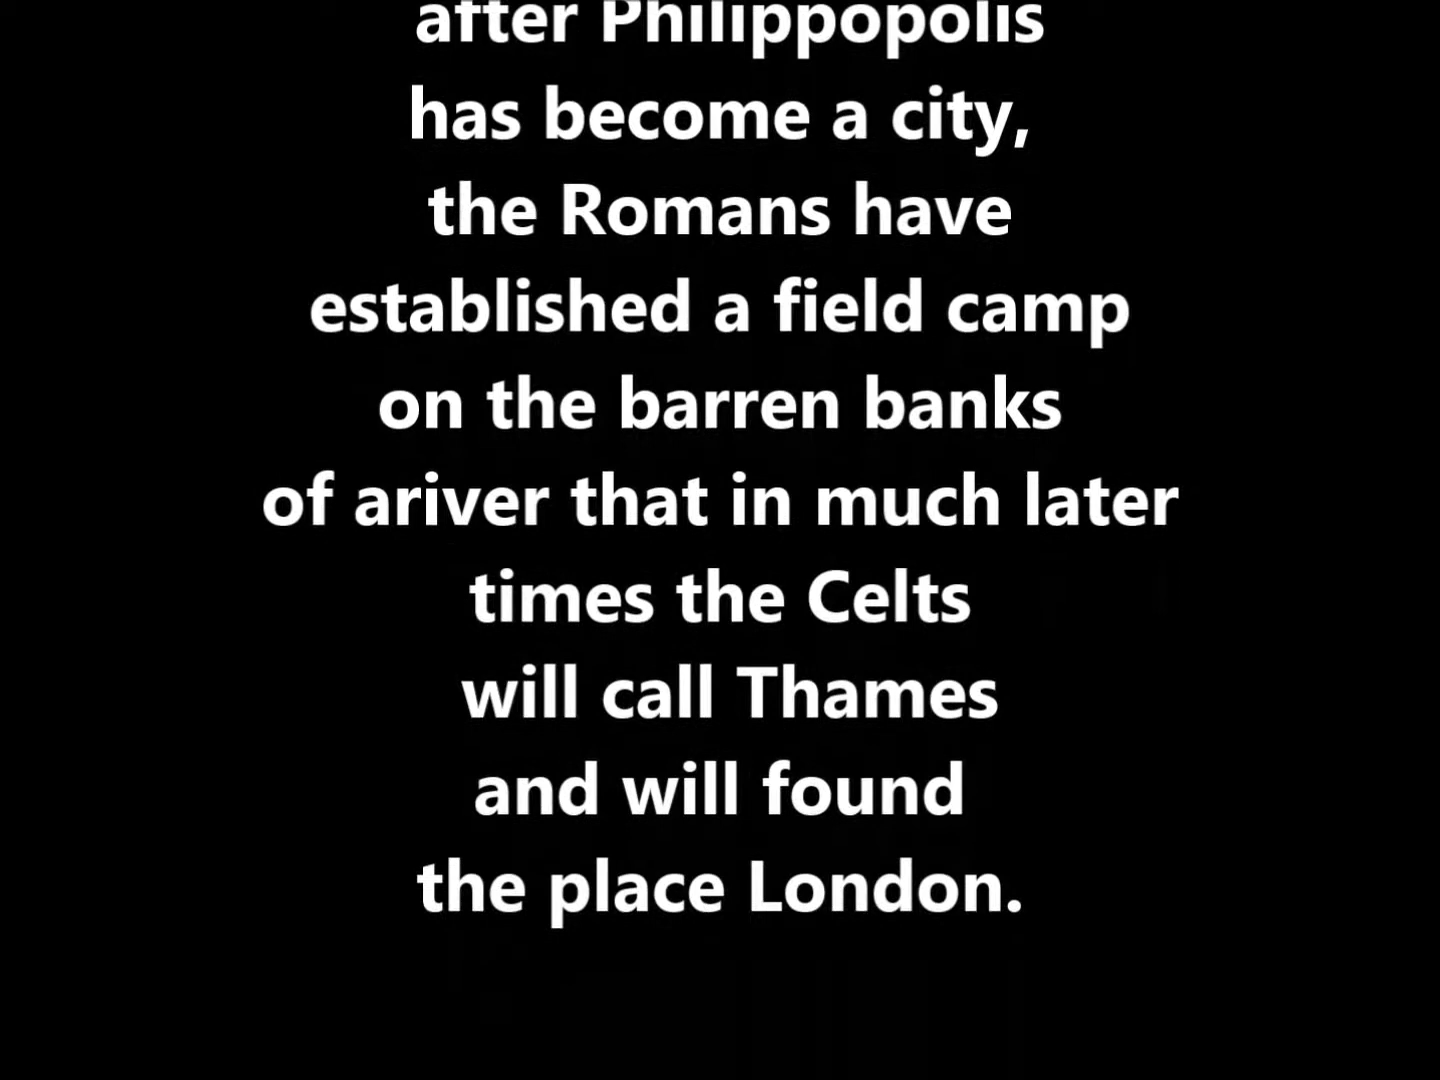 after Philippopolis
has become a city,
the Romans have
established a field camp
on the barren banks
of ariver that in much later
times the Celts
will call Thames
and will found
the place London.